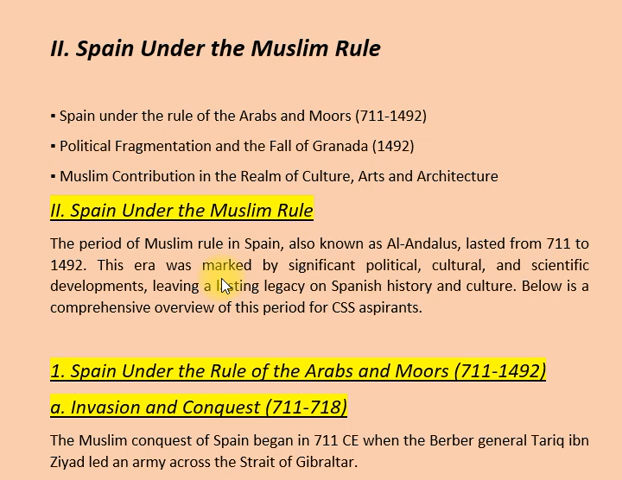 II. Spain Under the Muslim Rule
▪ Spain under the rule of the Arabs and Moors (711-1492)
▪ Political Fragmentation and the Fall of Granada (1492)
▪ Muslim Contribution in the Realm of Culture, Arts and Architecture
II. Spain Under the Muslim Rule
The period of Muslim rule in Spain, also known as Al-Andalus, lasted from 711 to
1492. This era was marked by significant political, cultural, and scientific
developments, leaving a lasting legacy on Spanish history and culture. Below is a
comprehensive overview of this period for CSS aspirants.
1. Spain Under the Rule of the Arabs and Moors (711-1492)
a. Invasion and Conquest (711-718)
The Muslim conquest of Spain began in 711 CE when the Berber general Tariq ibn
Ziyad led an army across the Strait of Gibraltar.